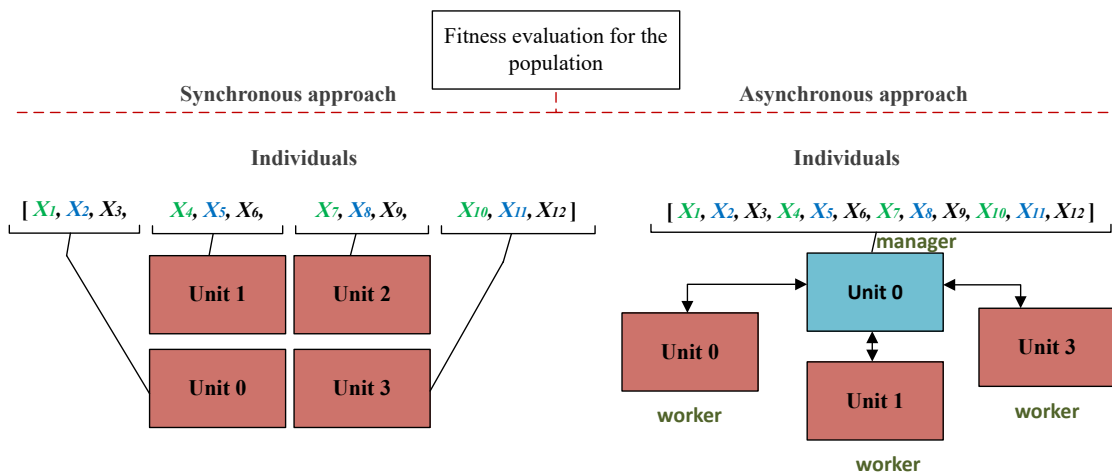 Fitness evaluation for the
population
Synchronous approach
Asynchronous approach
Individuals
Individuals
[ X1, X2, X3, X4, X5, X6, X7, X8, X9, X10, X11, X12 ]
[ X1, X2, X3, X4, X5, X6, X7, X8, X9, X10, X11, X12 ]
manager
Unit 1
Unit 2
Unit 0
Unit 3
Unit 0
Unit 0
Unit 1
Unit 3
worker
worker
worker